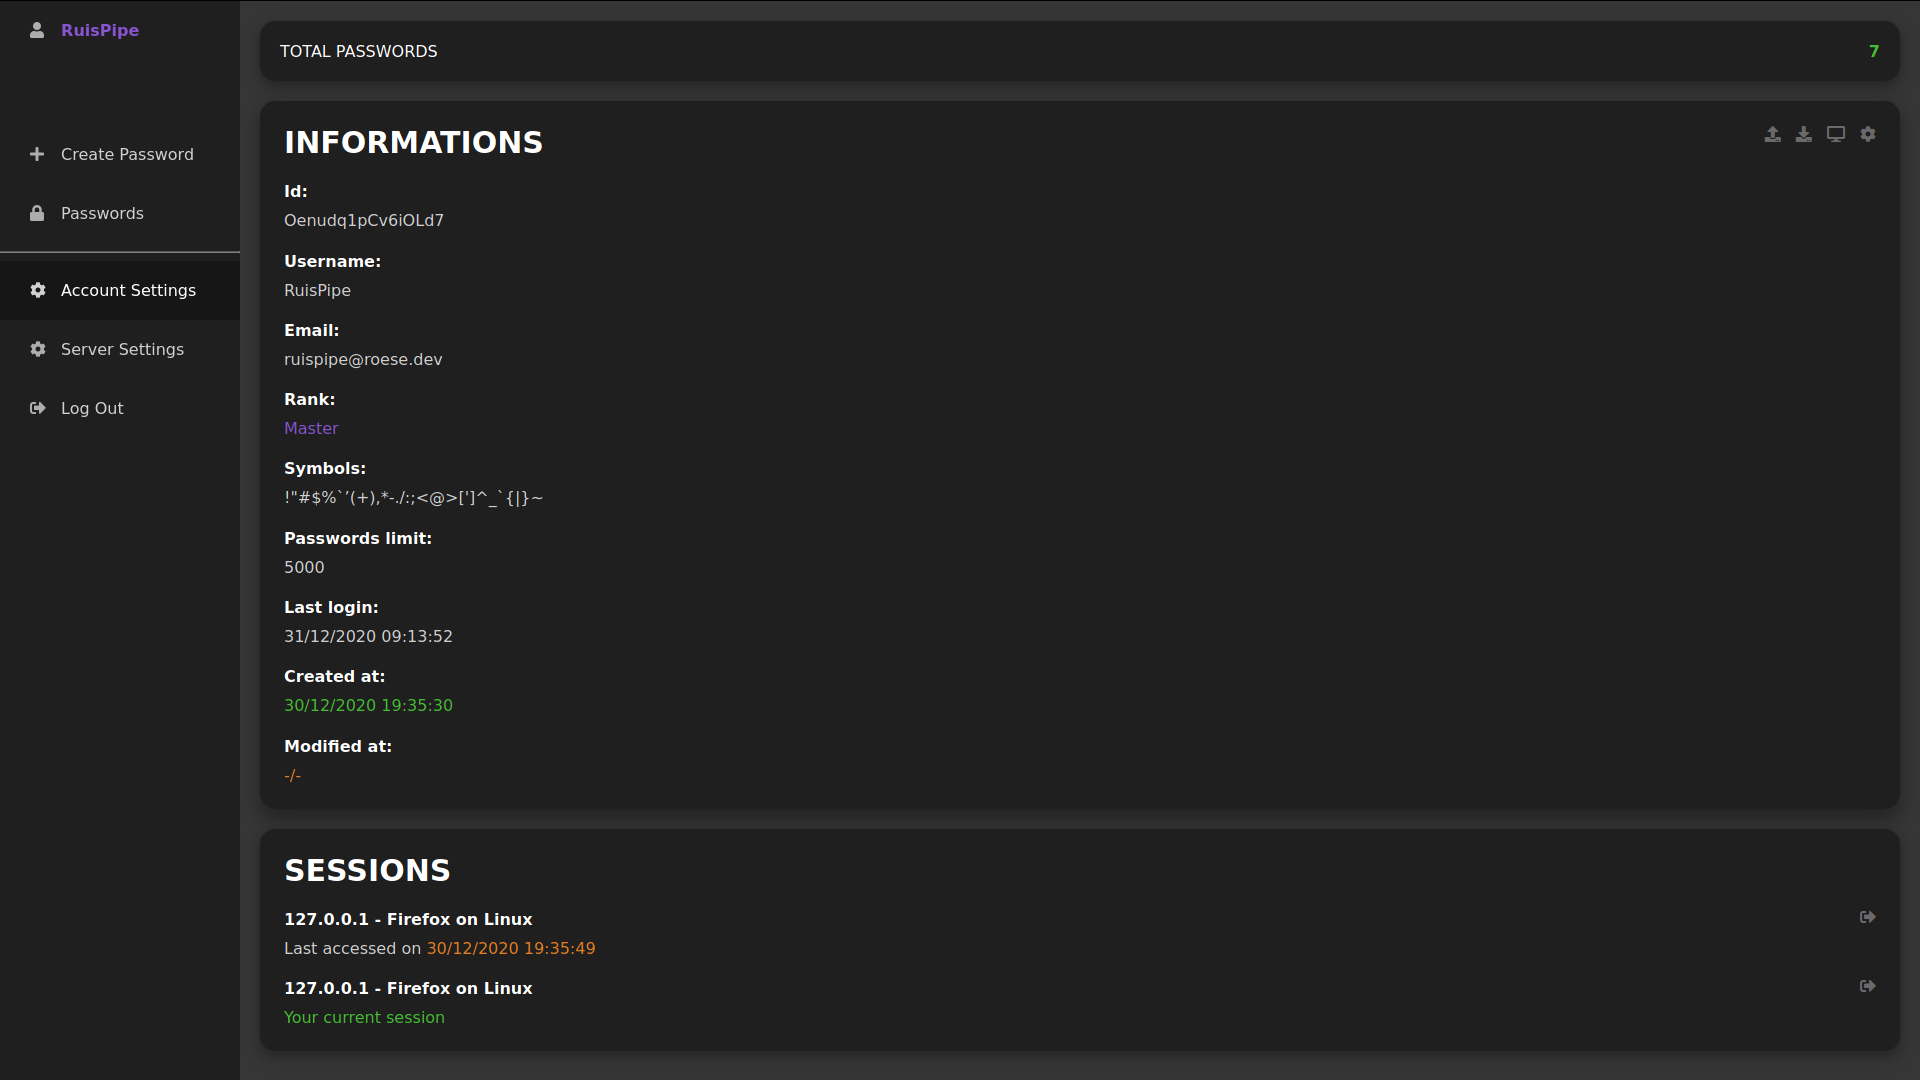 RuisPipe
Create Password
Passwords
Account Settings
Server Settings
Log Out
TOTAL PASSWORDS 7
INFORMATIONS
Id:
Oenudq1pCv6iOLd7
Username:
RuisPipe
Email:
ruispipe@roese.dev
Rank:
Master
Symbols:
!"#$%`’(+),*-./:;<@>[']^_`{|}~
Passwords limit:
5000
Last login:
31/12/2020 09:13:52
Created at:
30/12/2020 19:35:30
Modified at:
-/-
SESSIONS
127.0.0.1 - Firefox on Linux
Last accessed on 30/12/2020 19:35:49
127.0.0.1 - Firefox on Linux
Your current session